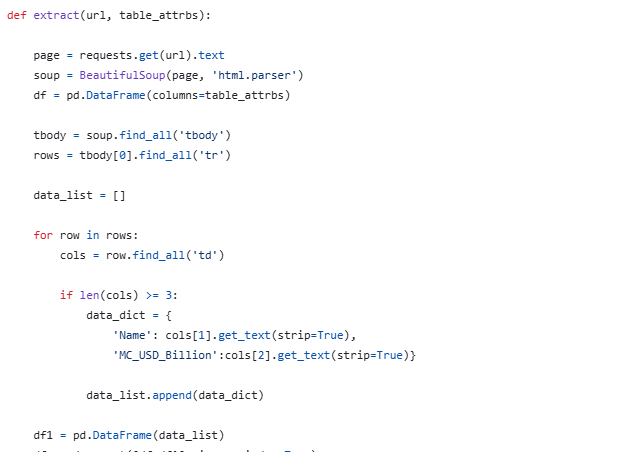 def extract(url, table_attrbs):
page = requests.get(url).text
soup = BeautifulSoup(page, 'html.parser')
df = pd.DataFrame(columns=table_attrbs)
tbody = soup.find_all('tbody')
rows = tbody[0].find_all('tr')
data_list = []
for row in rows:
cols = row.find_all('td')
if len(cols) >= 3:
data_dict = {
'Name': cols[1].get_text(strip=True),
'MC_USD_Billion':cols[2].get_text(strip=True)}
data_list.append(data_dict)
df1 = pd.DataFrame(data_list)